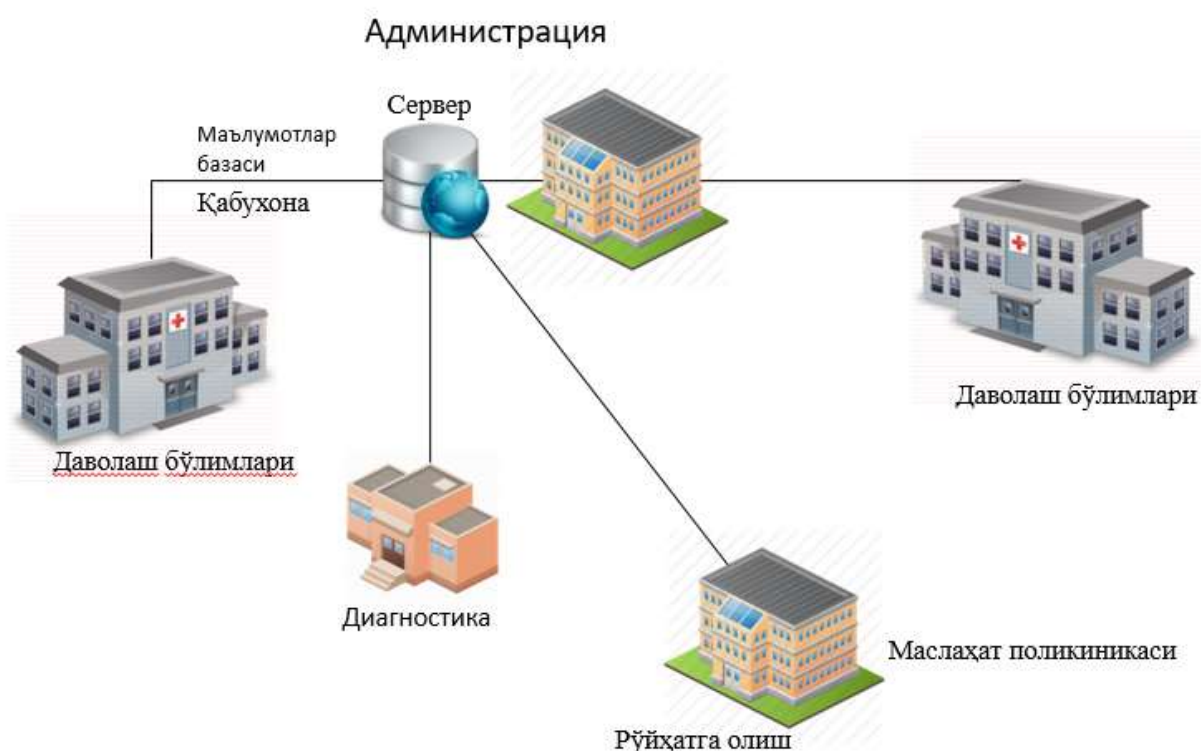 Администрация
Сервер
Маълумотлар
базаси
Қабухона
Даволаш бўлимлари
Даволаш бўлимлари
Диагностика
Маслаҳат поликиникаси
Рўйҳатга олиш